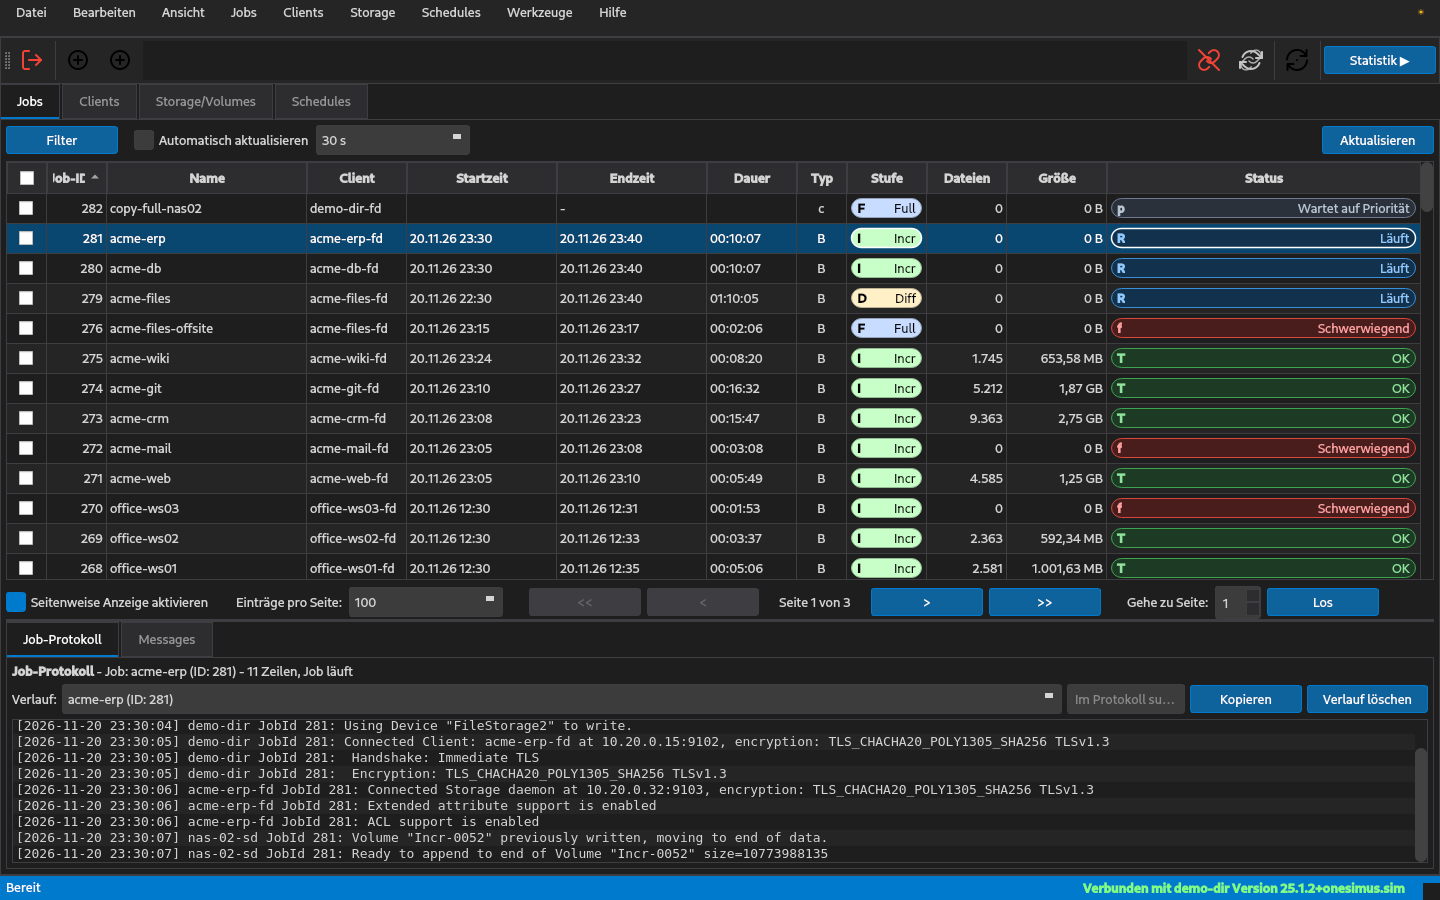 Datei Bearbeiten Ansicht Jobs Clients Storage Schedules Werkzeuge Hilfe
Statistik ▶
Jobs Clients Storage/Volumes Schedules
Filter Automatisch aktualisieren 30 s Aktualisieren
Job-ID Name Client Startzeit Endzeit Dauer Typ Stufe Dateien Größe Status
282 copy-full-nas02 demo-dir-fd - c F Full 0 0 B p Wartet auf Priorität
281 acme-erp acme-erp-fd 20.11.26 23:30 20.11.26 23:40 00:10:07 B I Incr 0 0 B R Läuft
280 acme-db acme-db-fd 20.11.26 23:30 20.11.26 23:40 00:10:07 B I Incr 0 0 B R Läuft
279 acme-files acme-files-fd 20.11.26 22:30 20.11.26 23:40 01:10:05 B D Diff 0 0 B R Läuft
276 acme-files-offsite acme-files-fd 20.11.26 23:15 20.11.26 23:17 00:02:06 B F Full 0 0 B f Schwerwiegend
275 acme-wiki acme-wiki-fd 20.11.26 23:24 20.11.26 23:32 00:08:20 B I Incr 1.745 653,58 MB T OK
274 acme-git acme-git-fd 20.11.26 23:10 20.11.26 23:27 00:16:32 B I Incr 5.212 1,87 GB T OK
273 acme-crm acme-crm-fd 20.11.26 23:08 20.11.26 23:23 00:15:47 B I Incr 9.363 2,75 GB T OK
272 acme-mail acme-mail-fd 20.11.26 23:05 20.11.26 23:08 00:03:08 B I Incr 0 0 B f Schwerwiegend
271 acme-web acme-web-fd 20.11.26 23:05 20.11.26 23:10 00:05:49 B I Incr 4.585 1,25 GB T OK
270 office-ws03 office-ws03-fd 20.11.26 12:30 20.11.26 12:31 00:01:53 B I Incr 0 0 B f Schwerwiegend
269 office-ws02 office-ws02-fd 20.11.26 12:30 20.11.26 12:33 00:03:37 B I Incr 2.363 592,34 MB T OK
268 office-ws01 office-ws01-fd 20.11.26 12:30 20.11.26 12:35 00:05:06 B I Incr 2.581 1.001,63 MB T OK
Seitenweise Anzeige aktivieren Einträge pro Seite: 100 << < Seite 1 von 3 > >> Gehe zu Seite: 1 Los
Job-Protokoll Messages
Job-Protokoll - Job: acme-erp (ID: 281) - 11 Zeilen, Job läuft
Verlauf: acme-erp (ID: 281) Im Protokoll su... Kopieren Verlauf löschen
[2026-11-20 23:30:04] demo-dir JobId 281: Using Device "FileStorage2" to write.
[2026-11-20 23:30:05] demo-dir JobId 281: Connected Client: acme-erp-fd at 10.20.0.15:9102, encryption: TLS_CHACHA20_POLY1305_SHA256 TLSv1.3
[2026-11-20 23:30:05] demo-dir JobId 281:  Handshake: Immediate TLS
[2026-11-20 23:30:05] demo-dir JobId 281:  Encryption: TLS_CHACHA20_POLY1305_SHA256 TLSv1.3
[2026-11-20 23:30:06] acme-erp-fd JobId 281: Connected Storage daemon at 10.20.0.32:9103, encryption: TLS_CHACHA20_POLY1305_SHA256 TLSv1.3
[2026-11-20 23:30:06] acme-erp-fd JobId 281: Extended attribute support is enabled
[2026-11-20 23:30:06] acme-erp-fd JobId 281: ACL support is enabled
[2026-11-20 23:30:07] nas-02-sd JobId 281: Volume "Incr-0052" previously written, moving to end of data.
[2026-11-20 23:30:07] nas-02-sd JobId 281: Ready to append to end of Volume "Incr-0052" size=10773988135
Bereit Verbunden mit demo-dir Version 25.1.2+onesimus.sim